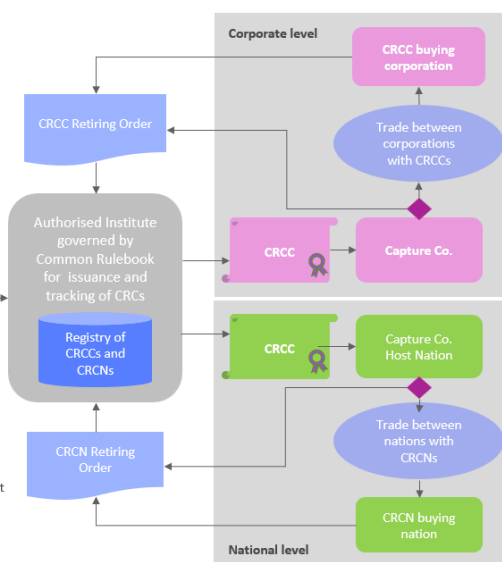 Corporate level
CRCC buying
corporation
CRCC Retiring Order
Trade between
corporations
with CRCCs
Authorised Institute
governed by
Common Rulebook
for issuance and
tracking of CRCs
CRCC
Capture Co.
Registry of
CRCCs and
CRCNs
CRCC
Capture Co.
Host Nation
CRCN Retiring
Order
Trade between
nations with
CRCNs
t
CRCN buying
nation
National level